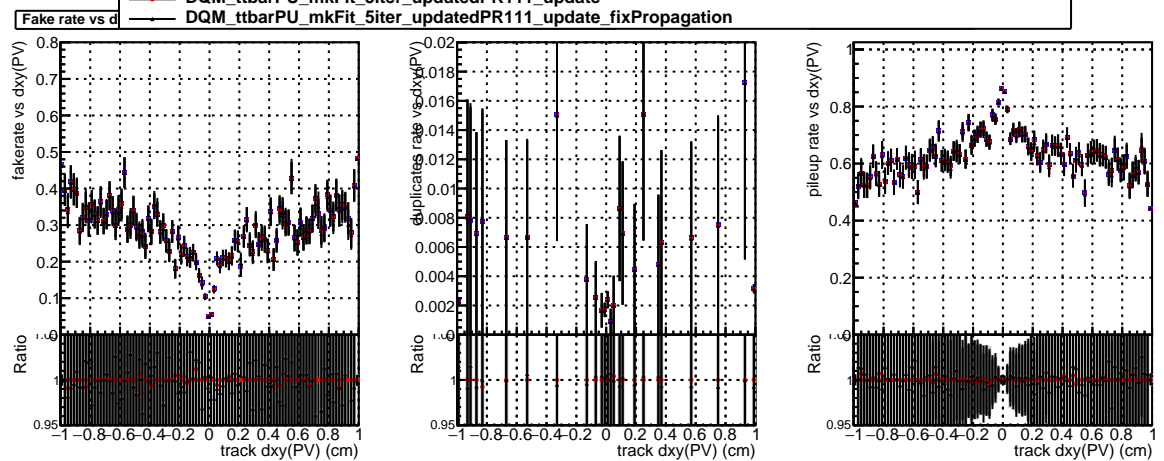 DQM_ttbarPU_mkFit_5iter_updatedPR111_update
DQM_ttbarPU_mkFit_5iter_updatedPR111_update_fixPropagation
Fake rate vs d
fakerate vs dxy(PV)
0.8
0.7
0.6
0.5
0.4
0.3
0.2
0.1
0
Ratio
1
0.95
−1 −0.8 −0.6 −0.4 −0.2 0 0.2 0.4 0.6 0.8 1
track dxy(PV) (cm)
duplicates rate vs dxy(PV)
0.02
0.018
0.016
0.014
0.012
0.01
0.008
0.006
0.004
0.002
0
Ratio
1
0.95
−1 −0.8 −0.6 −0.4 −0.2 0 0.2 0.4 0.6 0.8 1
track dxy(PV) (cm)
pileup rate vs dxy(PV)
1
0.8
0.6
0.4
0.2
0
Ratio
1
0.95
−1 −0.8 −0.6 −0.4 −0.2 0 0.2 0.4 0.6 0.8 1
track dxy(PV) (cm)